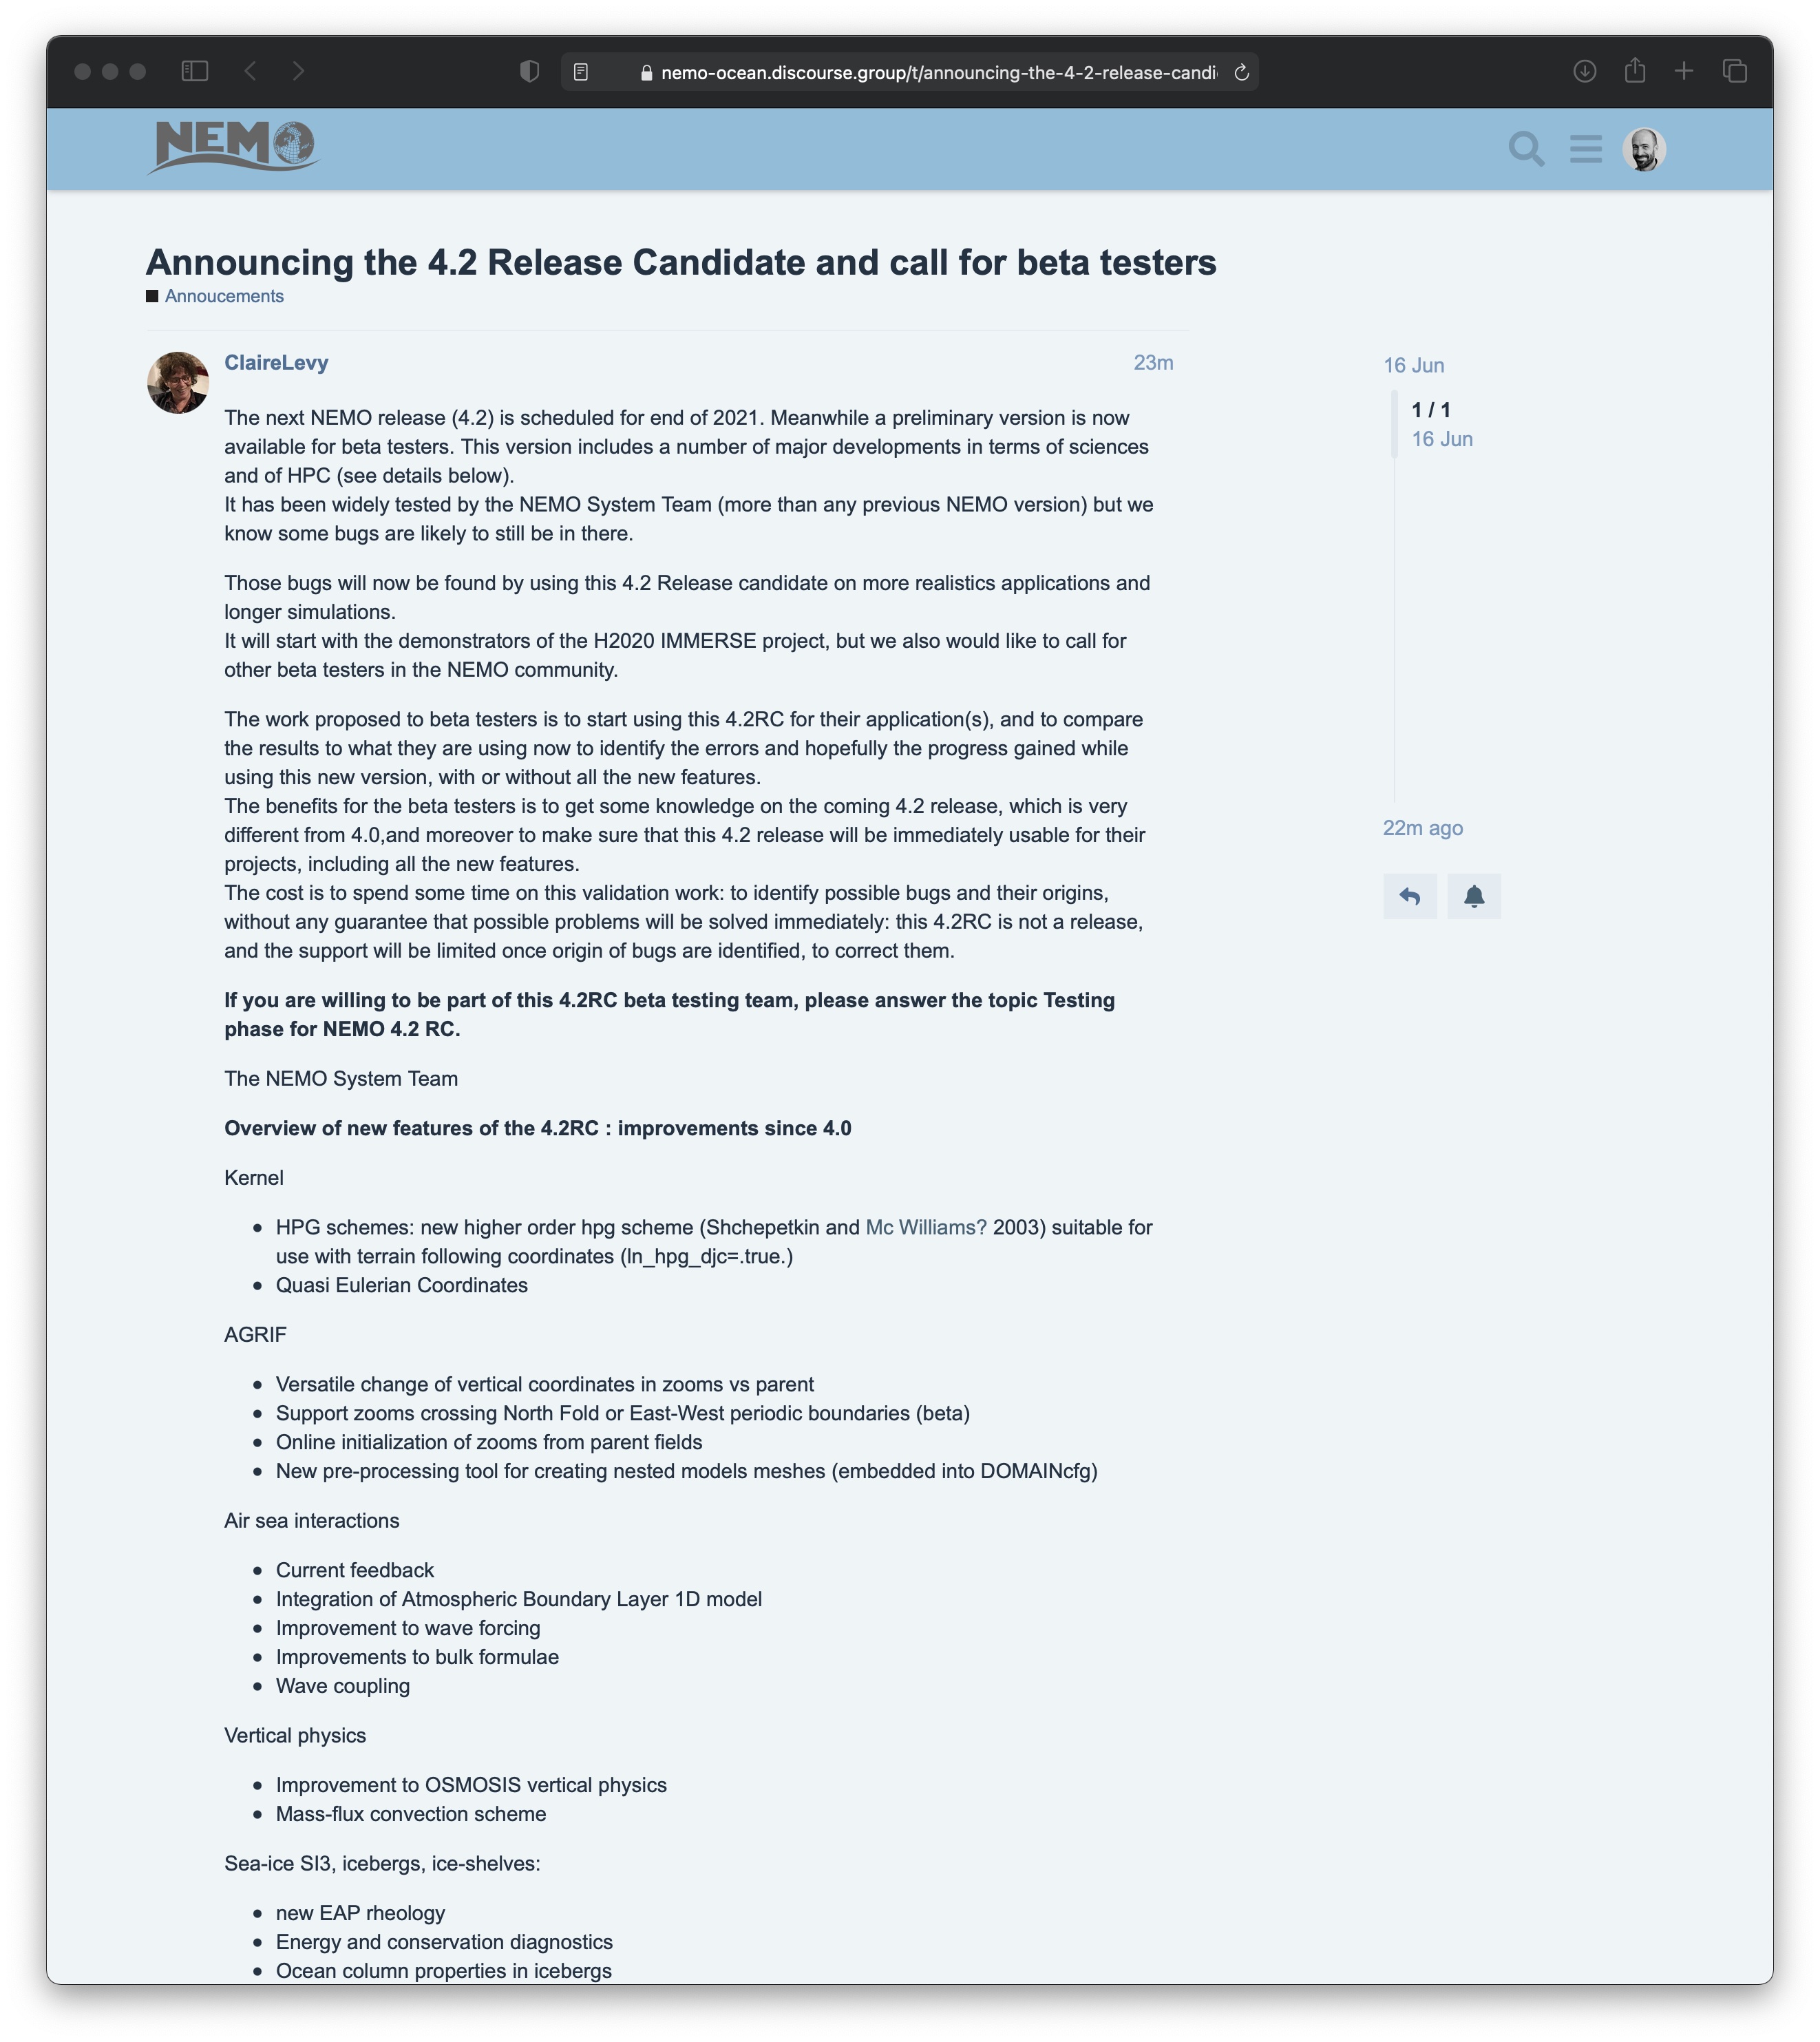 nemo-ocean.discourse.group/t/announcing-the-4-2-release-candi
NEMO
Announcing the 4.2 Release Candidate and call for beta testers
Annoucements
ClaireLevy
23m
The next NEMO release (4.2) is scheduled for end of 2021. Meanwhile a preliminary version is now
available for beta testers. This version includes a number of major developments in terms of sciences
and of HPC (see details below).
It has been widely tested by the NEMO System Team (more than any previous NEMO version) but we
know some bugs are likely to still be in there.
Those bugs will now be found by using this 4.2 Release candidate on more realistics applications and
longer simulations.
It will start with the demonstrators of the H2020 IMMERSE project, but we also would like to call for
other beta testers in the NEMO community.
The work proposed to beta testers is to start using this 4.2RC for their application(s), and to compare
the results to what they are using now to identify the errors and hopefully the progress gained while
using this new version, with or without all the new features.
The benefits for the beta testers is to get some knowledge on the coming 4.2 release, which is very
different from 4.0,and moreover to make sure that this 4.2 release will be immediately usable for their
projects, including all the new features.
The cost is to spend some time on this validation work: to identify possible bugs and their origins,
without any guarantee that possible problems will be solved immediately: this 4.2RC is not a release,
and the support will be limited once origin of bugs are identified, to correct them.
If you are willing to be part of this 4.2RC beta testing team, please answer the topic Testing
phase for NEMO 4.2 RC.
The NEMO System Team
Overview of new features of the 4.2RC : improvements since 4.0
Kernel
• HPG schemes: new higher order hpg scheme (Shchepetkin and Mc Williams? 2003) suitable for
use with terrain following coordinates (ln_hpg_djc=.true.)
• Quasi Eulerian Coordinates
AGRIF
• Versatile change of vertical coordinates in zooms vs parent
• Support zooms crossing North Fold or East-West periodic boundaries (beta)
• Online initialization of zooms from parent fields
• New pre-processing tool for creating nested models meshes (embedded into DOMAINcfg)
Air sea interactions
• Current feedback
• Integration of Atmospheric Boundary Layer 1D model
• Improvement to wave forcing
• Improvements to bulk formulae
• Wave coupling
Vertical physics
• Improvement to OSMOSIS vertical physics
• Mass-flux convection scheme
Sea-ice SI3, icebergs, ice-shelves:
• new EAP rheology
• Energy and conservation diagnostics
• Ocean column properties in icebergs
16 Jun
1 / 1
16 Jun
22m ago